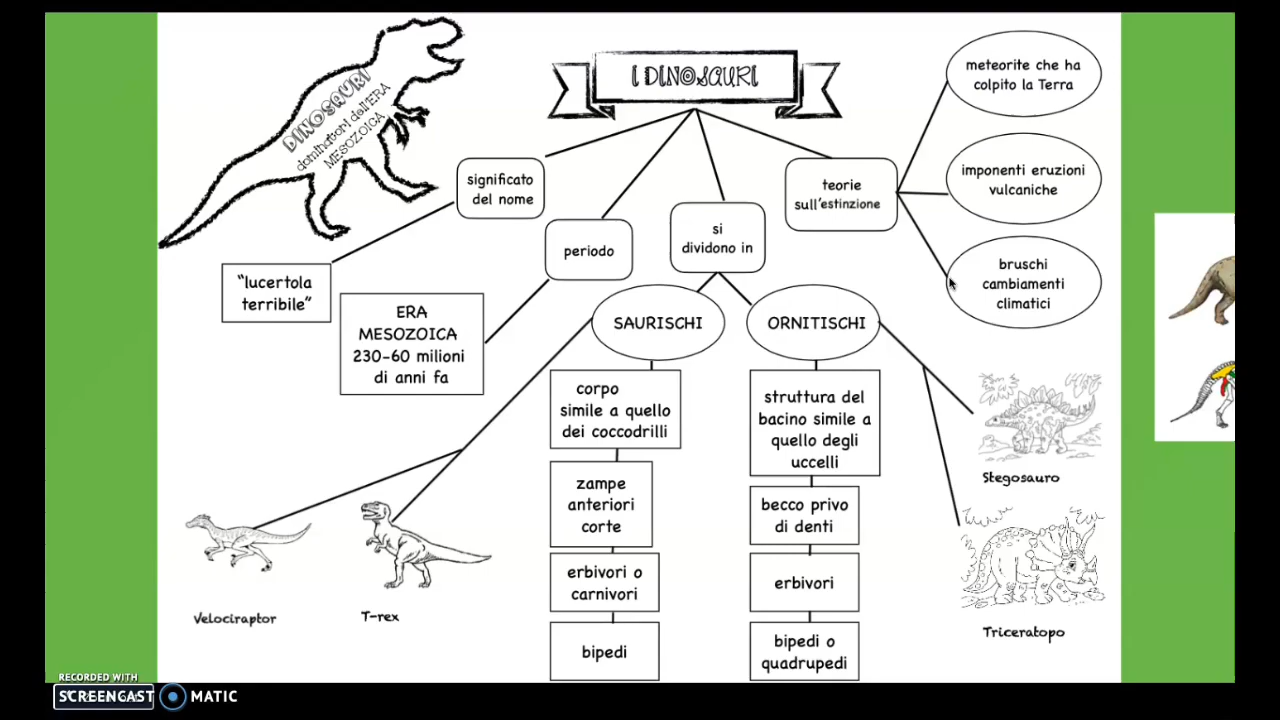 DINOSAURI
dominatori dell'ERA
MESOZOICA
I DINOSAURI
significato
del nome
"lucertola
terribile"
periodo
ERA
MESOZOICA
230-60 milioni
di anni fa
si
dividono in
teorie
sull'estinzione
meteorite che ha
colpito la Terra
imponenti eruzioni
vulcaniche
bruschi
cambiamenti
climatici
SAURISCHI
corpo
simile a quello
dei coccodrilli
zampe
anteriori
corte
erbivori o
carnivori
bipedi
ORNITISCHI
struttura del
bacino simile a
quello degli
uccelli
becco privo
di denti
erbivori
bipedi o
quadrupedi
Velociraptor
T-rex
Stegosauro
Triceratopo
RECORDED WITH
SCREENCAST MATIC